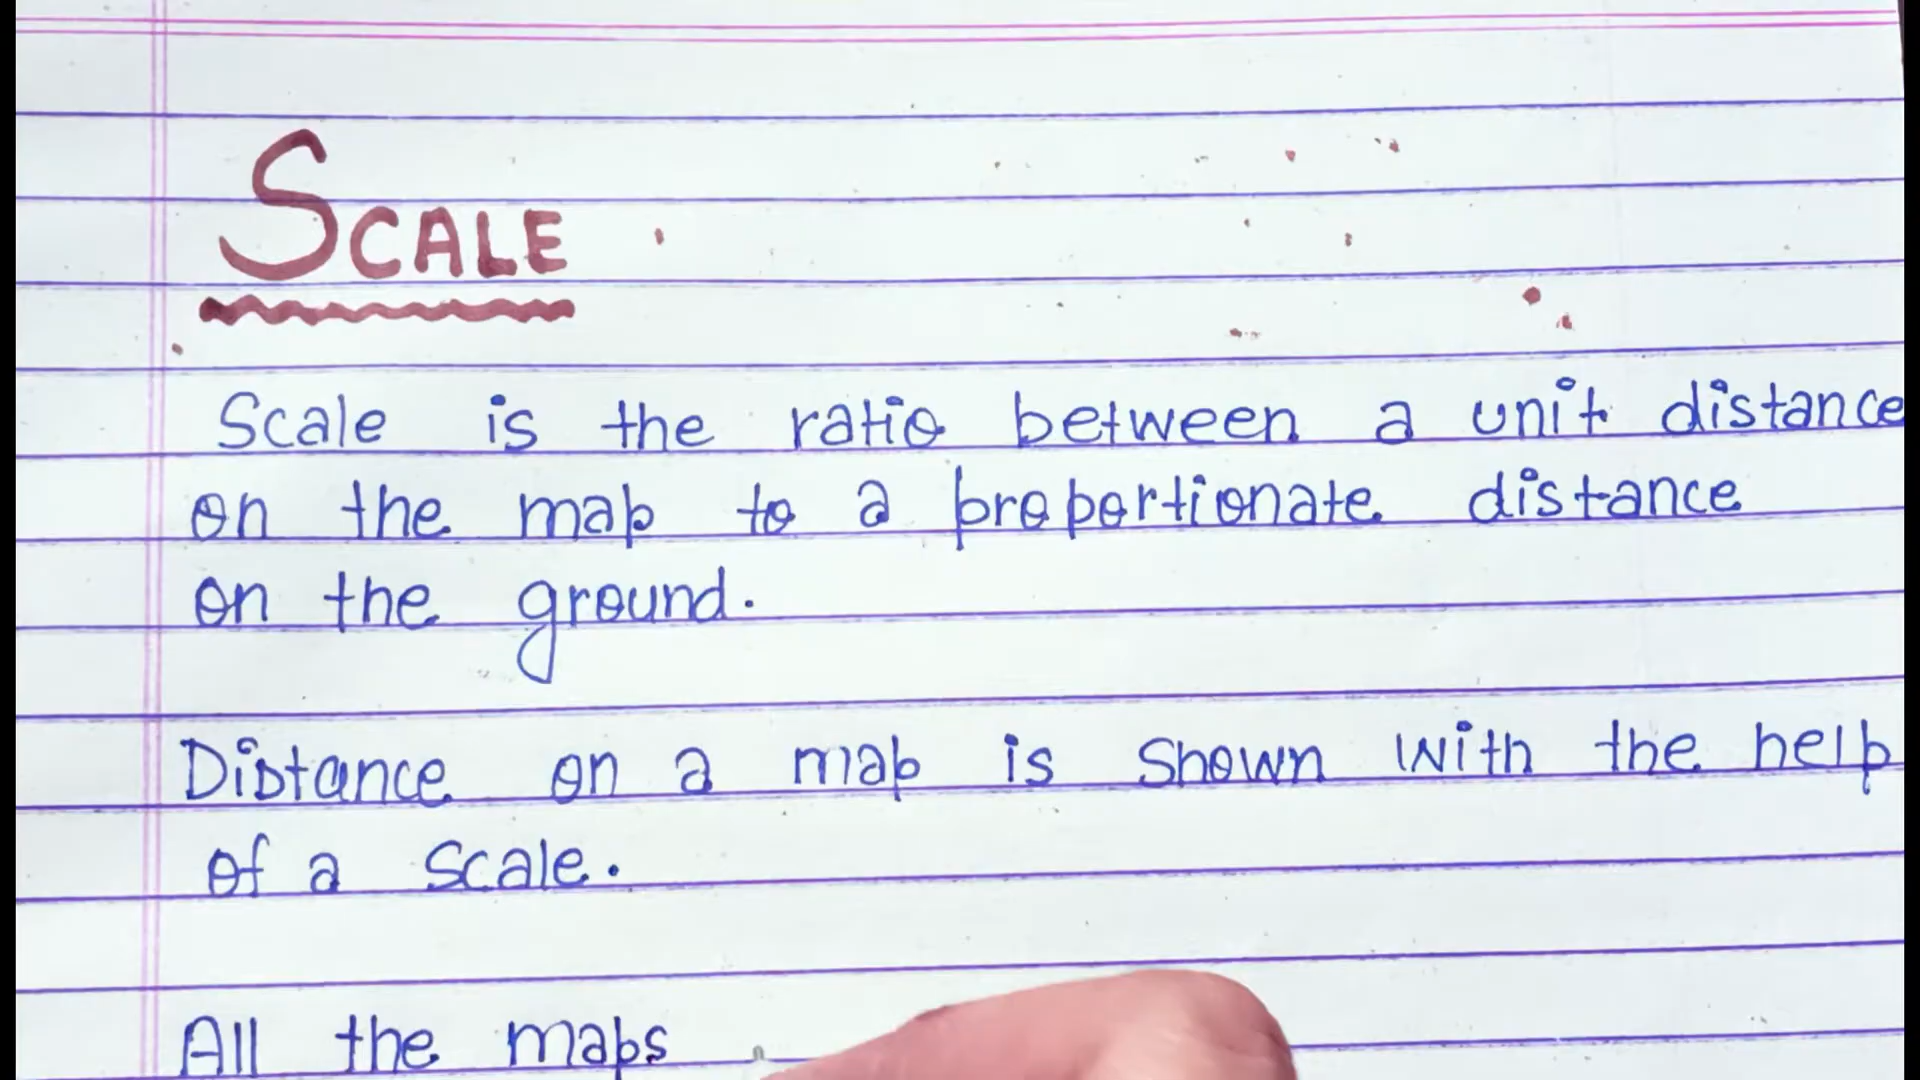 SCALE
Scale is the ratio between a unit distance
on the map to a proportionate distance
on the ground.
Distance on a map is shown with the help
of a scale.
All the maps